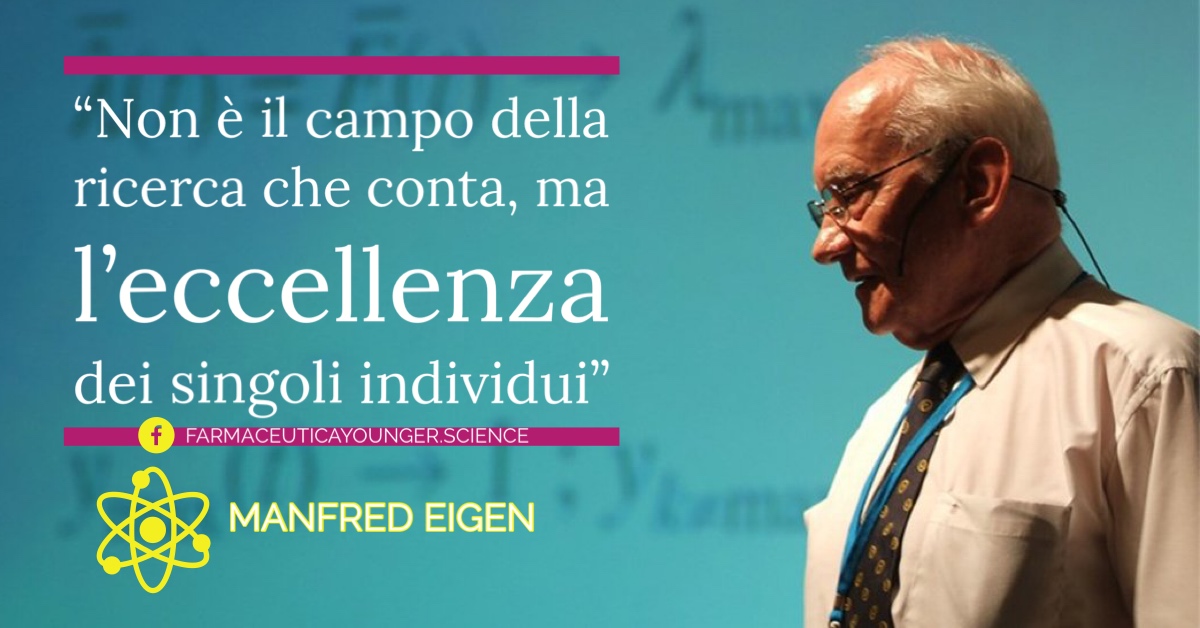 “Non è il campo della
ricerca che conta, ma
l’eccellenza
dei singoli individui”
FARMACEUTICAYOUNGER.SCIENCE
MANFRED EIGEN